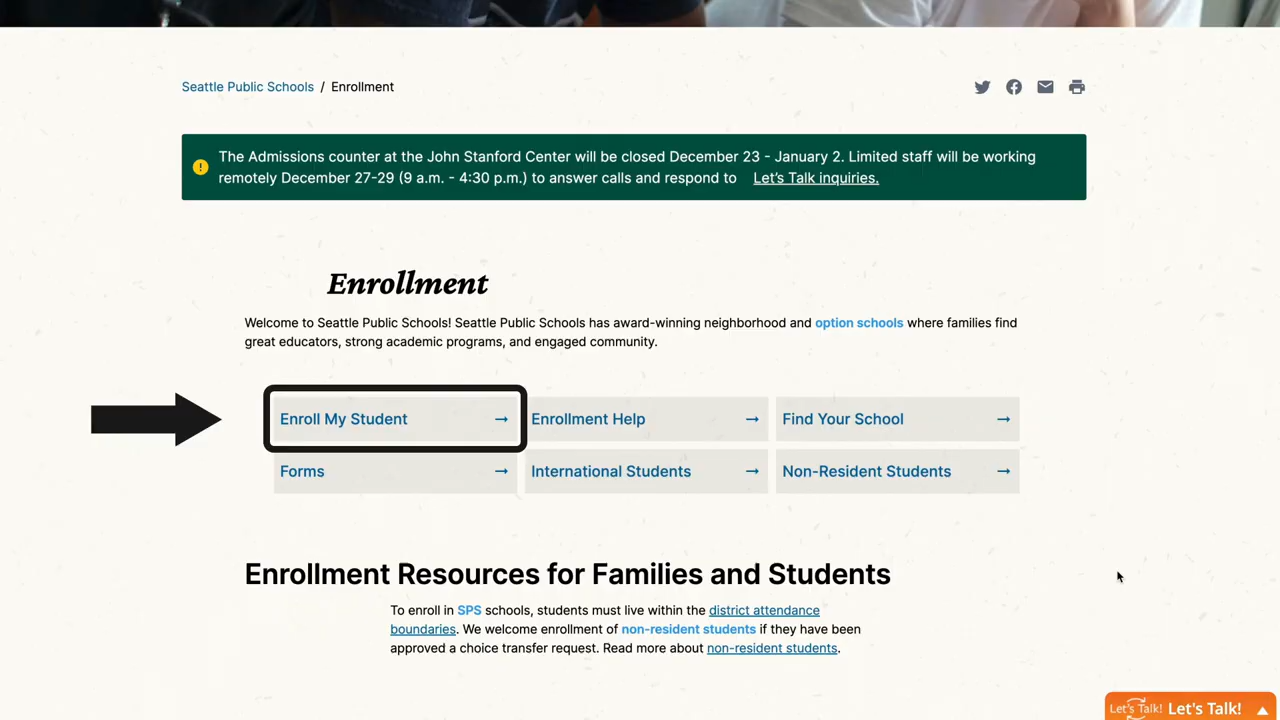 Seattle Public Schools / Enrollment
The Admissions counter at the John Stanford Center will be closed December 23 - January 2. Limited staff will be working
remotely December 27-29 (9 a.m. - 4:30 p.m.) to answer calls and respond to Let's Talk inquiries.
Enrollment
Welcome to Seattle Public Schools! Seattle Public Schools has award-winning neighborhood and option schools where families find
great educators, strong academic programs, and engaged community.
Enroll My Student → Enrollment Help → Find Your School →
Forms → International Students → Non-Resident Students →
Enrollment Resources for Families and Students
To enroll in SPS schools, students must live within the district attendance
boundaries. We welcome enrollment of non-resident students if they have been
approved a choice transfer request. Read more about non-resident students.
Let's Talk! Let's Talk!